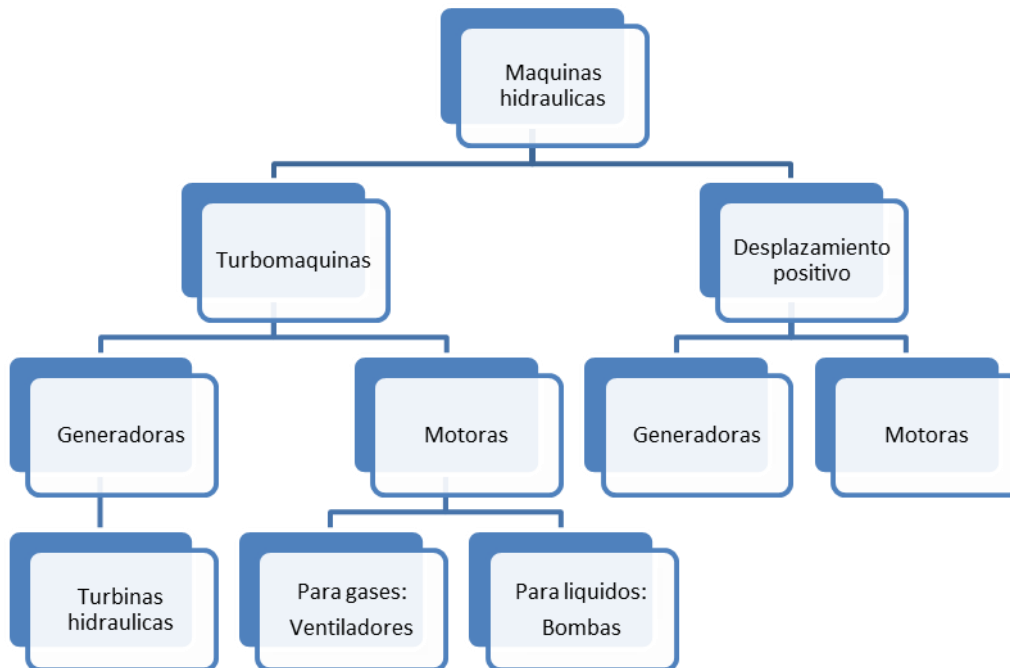 Maquinas
hidraulicas
Turbomaquinas
Desplazamiento
positivo
Generadoras
Motoras
Generadoras
Motoras
Turbinas
hidraulicas
Para gases:
Ventiladores
Para liquidos:
Bombas